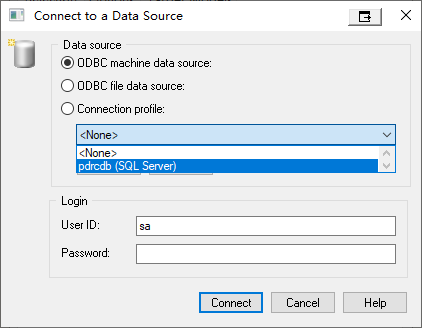 Connect to a Data Source
Data source
ODBC machine data source:
ODBC file data source:
Connection profile:
<None>
<None>
pdrcdb (SQL Server)
Login
User ID:
sa
Password:
Connect
Cancel
Help